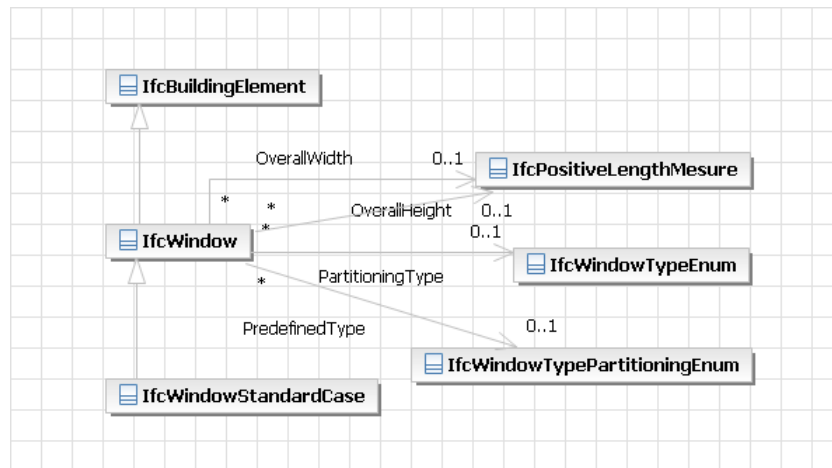 IfcBuildingElement
OverallWidth
0..1
IfcPositiveLengthMesure
*
*
OverallHeight
0..1
*
IfcWindow
0..1
IfcWindowTypeEnum
*
PartitioningType
PredefinedType
0..1
IfcWindowTypePartitioningEnum
IfcWindowStandardCase